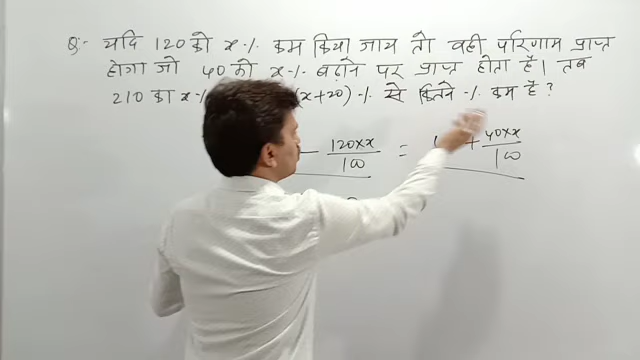 Q:- यदि 120 को x % कम किया जाय तो वही परिणाम प्राप्त
होगा जो 40 को x % बढ़ाने पर प्राप्त होता है। तब
210 का x % (x+20) % से कितने % कम है?
- 120×x/100 = + 40×x/100